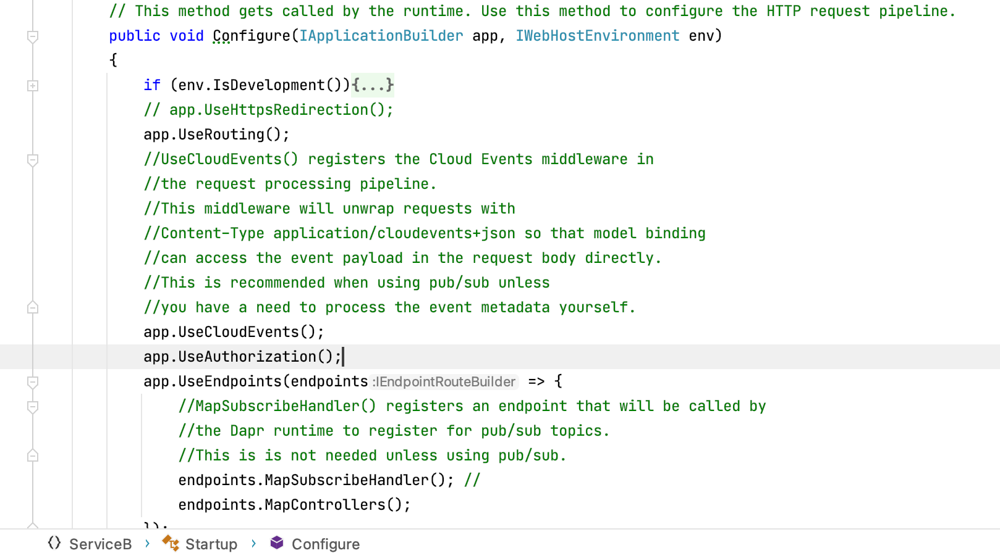 // This method gets called by the runtime. Use this method to configure the HTTP request pipeline.
public void Configure(IApplicationBuilder app, IWebHostEnvironment env)
{
if (env.IsDevelopment()){...}
// app.UseHttpsRedirection();
app.UseRouting();
//UseCloudEvents() registers the Cloud Events middleware in
//the request processing pipeline.
//This middleware will unwrap requests with
//Content-Type application/cloudevents+json so that model binding
//can access the event payload in the request body directly.
//This is recommended when using pub/sub unless
//you have a need to process the event metadata yourself.
app.UseCloudEvents();
app.UseAuthorization();
app.UseEndpoints(endpoints :IEndpointRouteBuilder => {
//MapSubscribeHandler() registers an endpoint that will be called by
//the Dapr runtime to register for pub/sub topics.
//This is is not needed unless using pub/sub.
endpoints.MapSubscribeHandler(); //
endpoints.MapControllers();
});
ServiceB › Startup › Configure